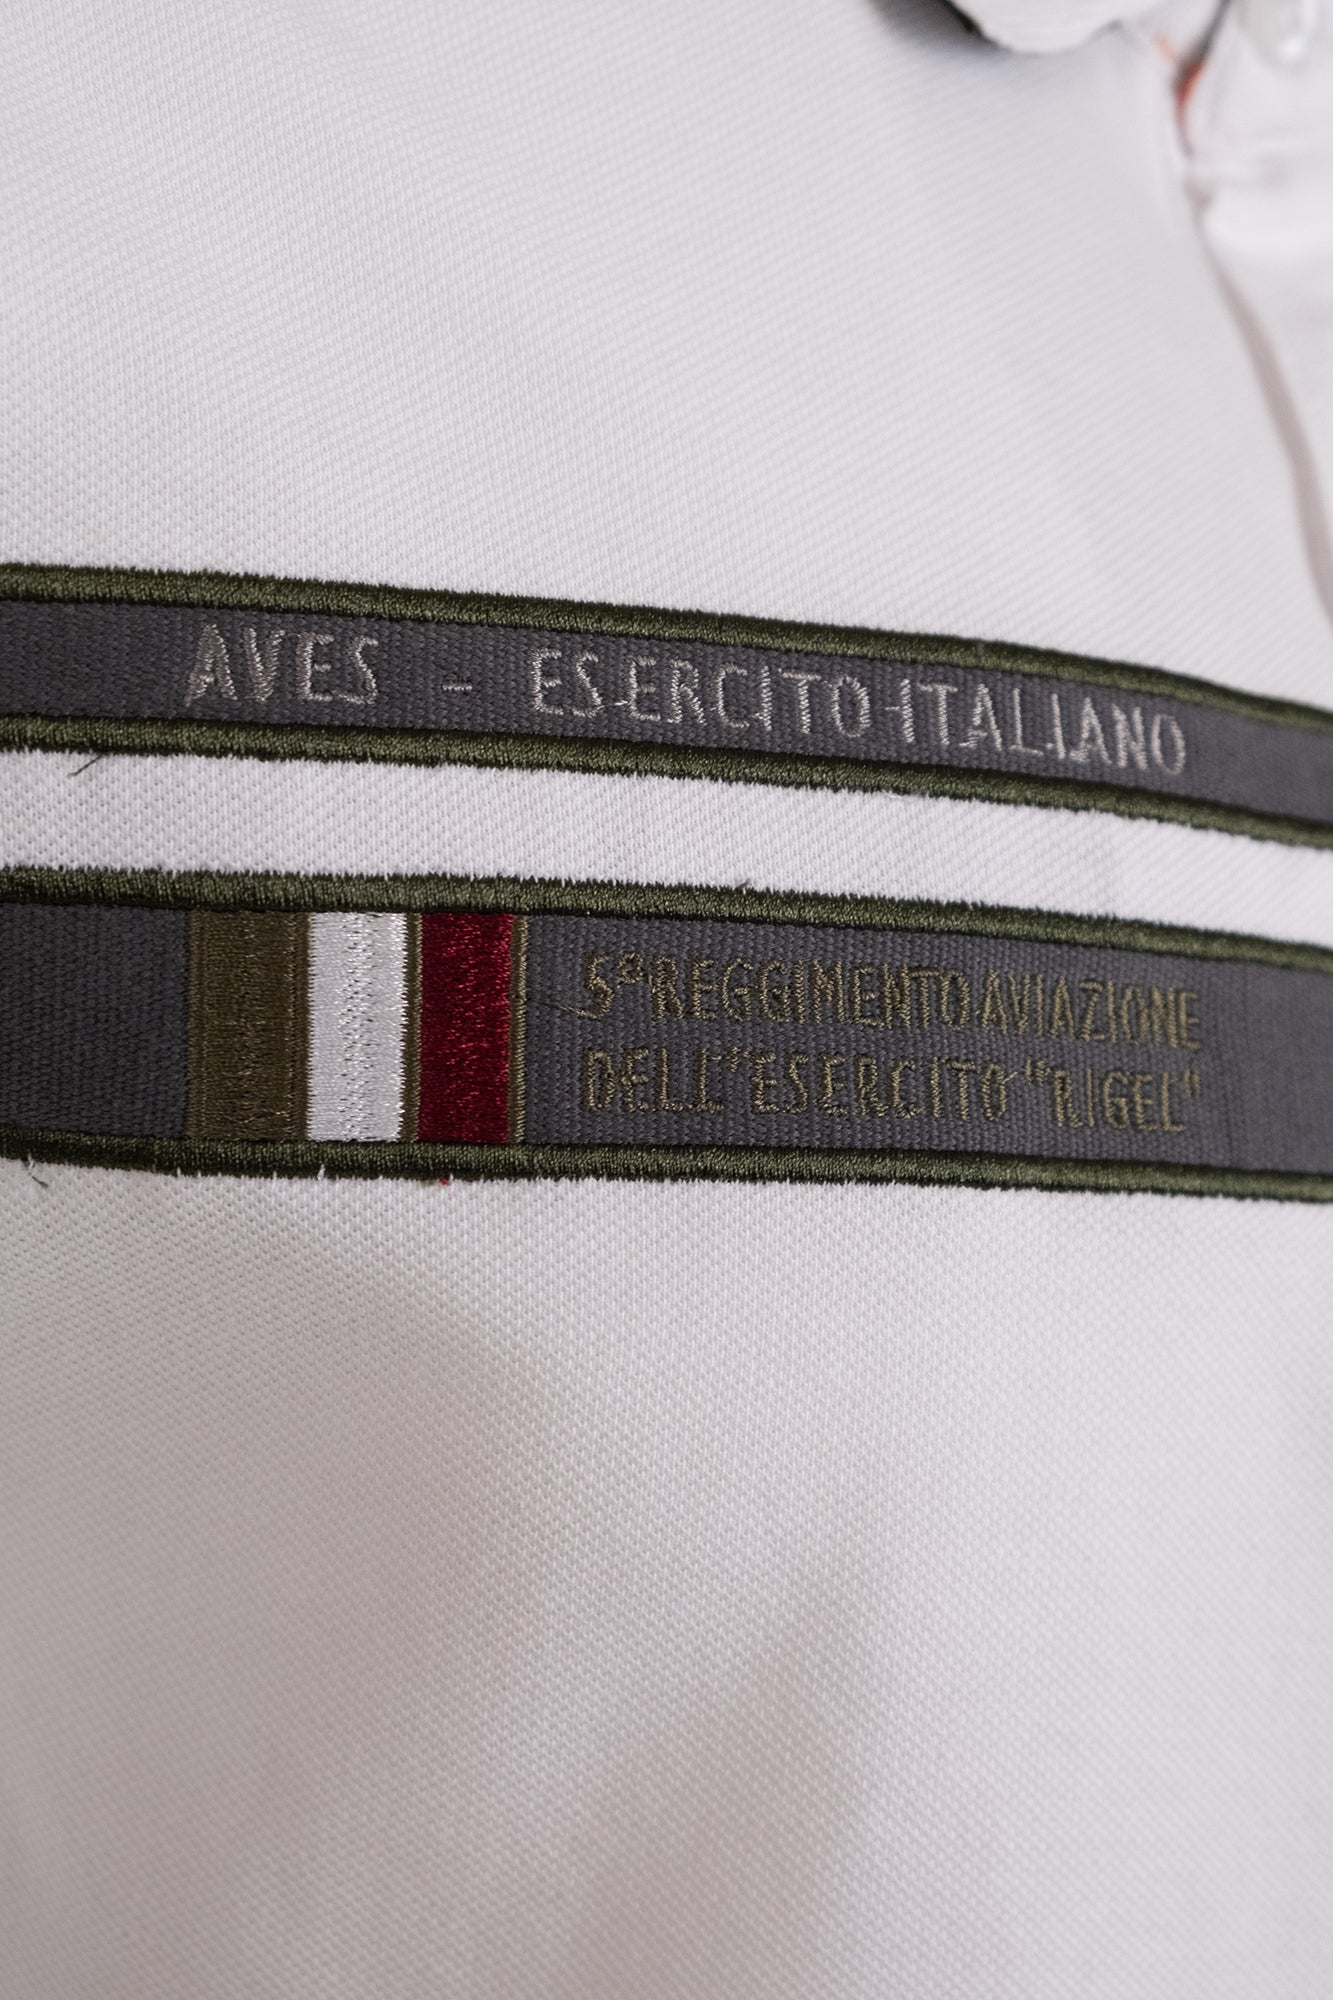 AVES - ESERCITO ITALIANO
5° REGGIMENTO AVIAZIONE
DELL'ESERCITO "RIGEL"